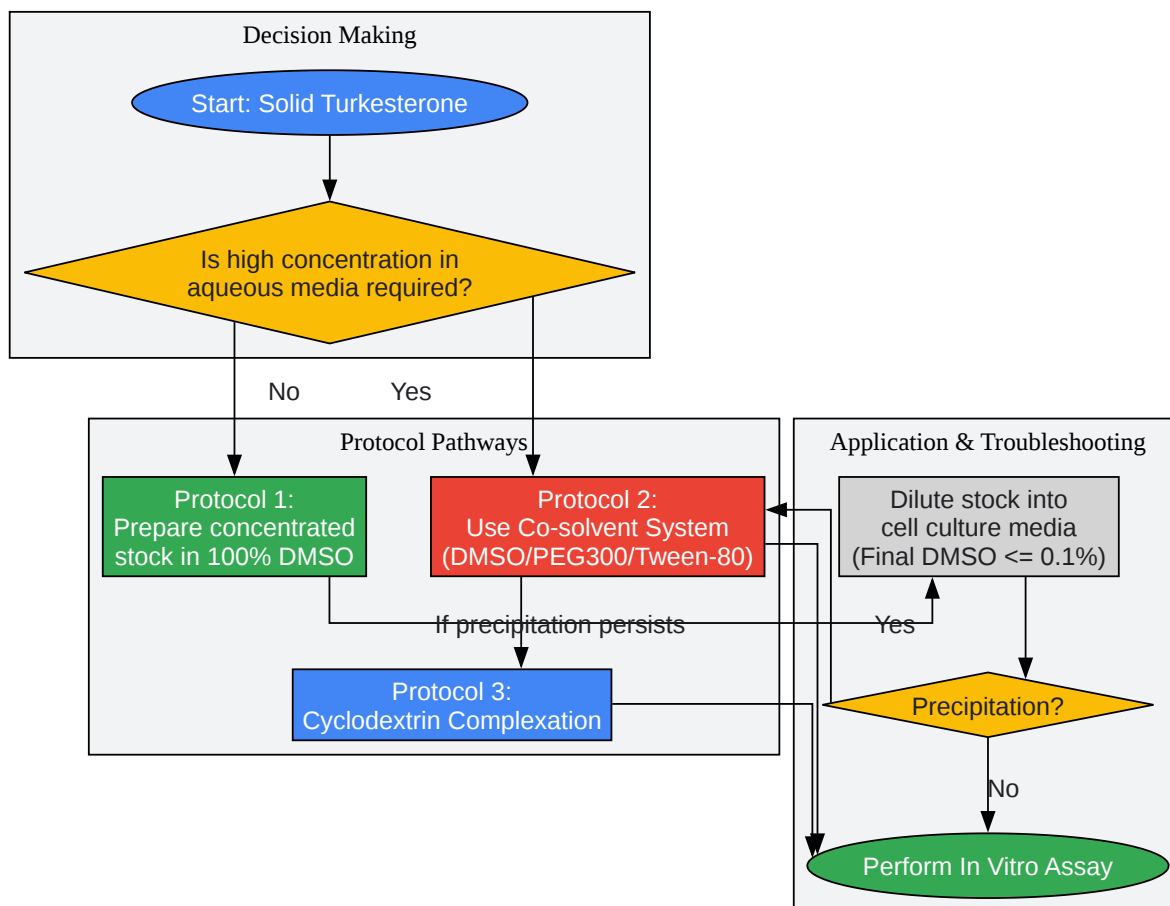 Decision Making
Start: Solid Turkesterone
Is high concentration in
aqueous media required?
No
Yes
Protocol Pathways
Protocol 1:
Prepare concentrated
stock in 100% DMSO
Protocol 2:
Use Co-solvent System
(DMSO/PEG300/Tween-80)
If precipitation persists
Protocol 3:
Cyclodextrin Complexation
Application & Troubleshooting
Dilute stock into
cell culture media
(Final DMSO <= 0.1%)
Yes
Precipitation?
No
Perform In Vitro Assay